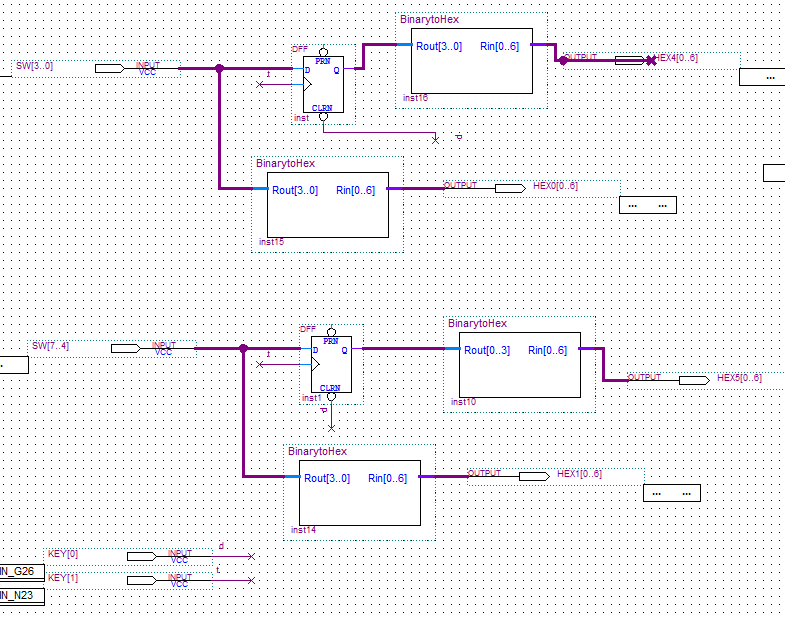 BinarytoHex
DFF
Rout[3..0] Rin[0..6]
SW[3..0] INPUT VCC
PRN
D Q
t
OUTPUT HEX4[0..6]
CLRN
inst
inst16
d
BinarytoHex
Rout[3..0] Rin[0..6]
OUTPUT HEX0[0..6]
... ...
...
inst15
BinarytoHex
DFF
SW[7..4] INPUT VCC
PRN
D Q
t
Rout[0..3] Rin[0..6]
OUTPUT HEX5[0..6]
CLRN
inst1
inst10
d
BinarytoHex
Rout[3..0] Rin[0..6]
OUTPUT HEX1[0..6]
... ...
inst14
KEY[0] INPUT VCC d
IN_G26
KEY[1] INPUT VCC t
IN_N23